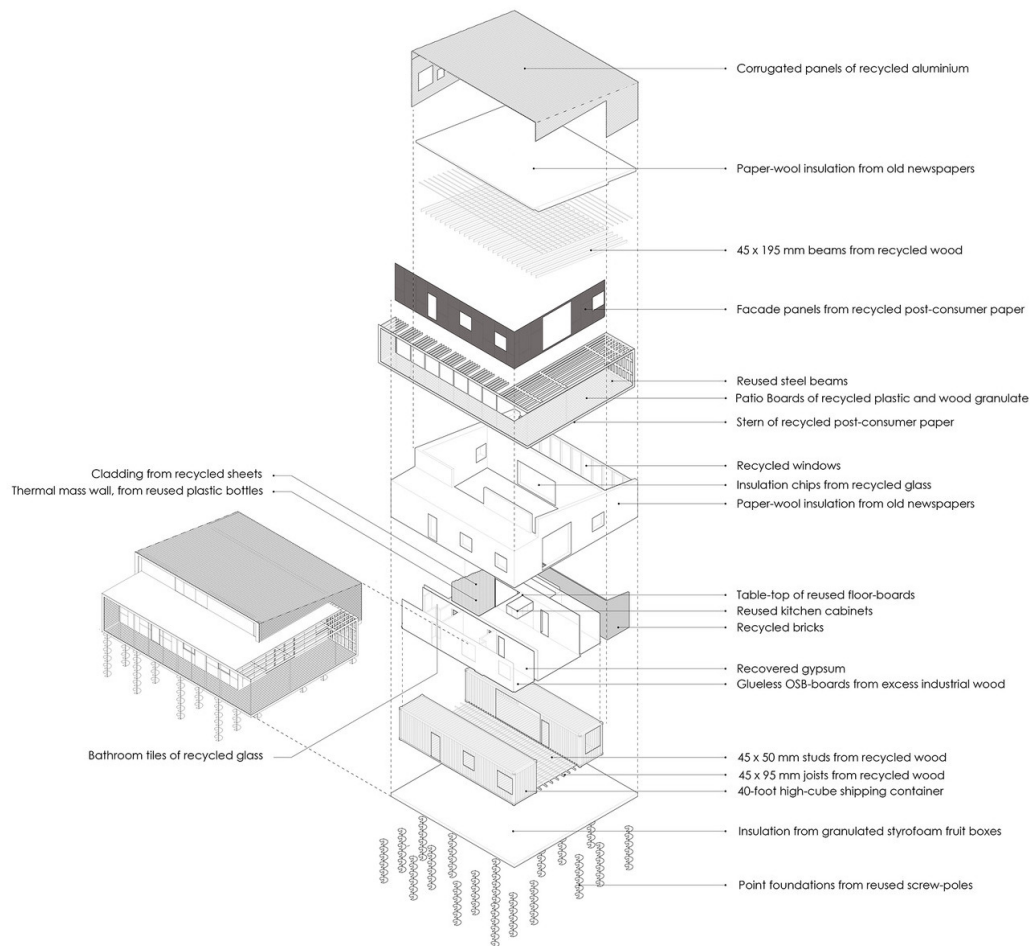 Corrugated panels of recycled aluminium
Paper-wool insulation from old newspapers
45 x 195 mm beams from recycled wood
Facade panels from recycled post-consumer paper
Reused steel beams
Patio Boards of recycled plastic and wood granulate
Stern of recycled post-consumer paper
Recycled windows
Insulation chips from recycled glass
Paper-wool insulation from old newspapers
Cladding from recycled sheets
Thermal mass wall, from reused plastic bottles
Table-top of reused floor-boards
Reused kitchen cabinets
Recycled bricks
Recovered gypsum
Glueless OSB-boards from excess industrial wood
Bathroom tiles of recycled glass
45 x 50 mm studs from recycled wood
45 x 95 mm joists from recycled wood
40-foot high-cube shipping container
Insulation from granulated styrofoam fruit boxes
Point foundations from reused screw-poles